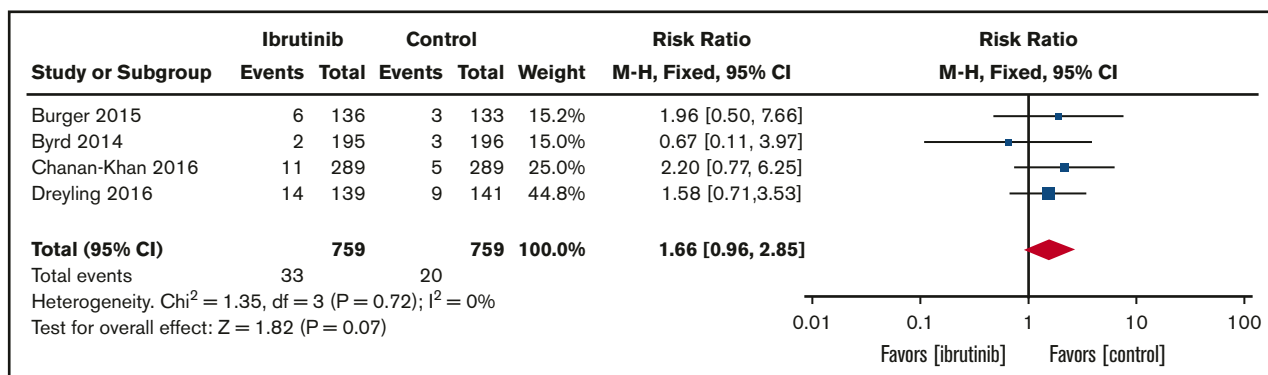 Ibrutinib Control Risk Ratio Risk Ratio
Study or Subgroup Events Total Events Total Weight M-H, Fixed, 95% CI M-H, Fixed, 95% CI
Burger 2015 6 136 3 133 15.2% 1.96 [0.50, 7.66]
Byrd 2014 2 195 3 196 15.0% 0.67 [0.11, 3.97]
Chanan-Khan 2016 11 289 5 289 25.0% 2.20 [0.77, 6.25]
Dreyling 2016 14 139 9 141 44.8% 1.58 [0.71,3.53]
Total (95% CI) 759 759 100.0% 1.66 [0.96, 2.85]
Total events 33 20
Heterogeneity. Chi² = 1.35, df = 3 (P = 0.72); I² = 0%
Test for overall effect: Z = 1.82 (P = 0.07)
0.01 0.1 1 10 100
Favors [ibrutinib] Favors [control]